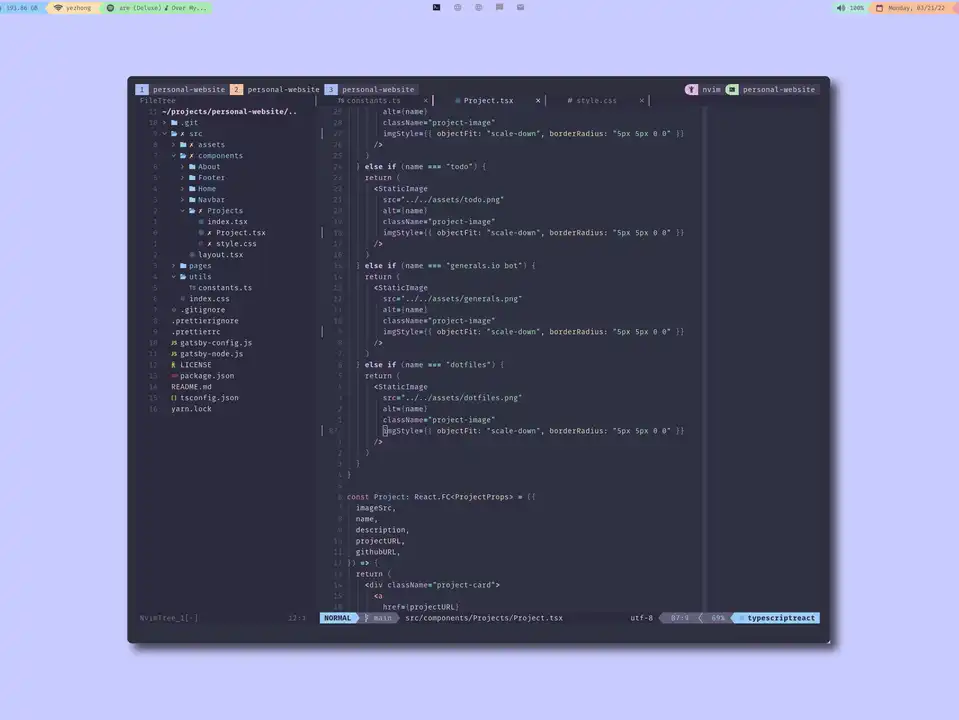 191.86 GB yezhong are (Deluxe) Over My... 100% Monday, 03/21/22
1 personal-website 2 personal-website 3 personal-website nvim personal-website
FileTree
constants.ts × Project.tsx × # style.css ×
~/projects/personal-website/..
.git
src
assets
components
About
Footer
Home
Navbar
Projects
index.tsx
Project.tsx
style.css
layout.tsx
pages
utils
constants.ts
index.css
.gitignore
.prettierignore
.prettierrc
gatsby-config.js
gatsby-node.js
LICENSE
package.json
README.md
tsconfig.json
yarn.lock
alt={name}
className="project-image"
imgStyle={{ objectFit: "scale-down", borderRadius: "5px 5px 0 0" }}
/>
)
} else if (name === "todo") {
return (
<StaticImage
src="../../assets/todo.png"
alt={name}
className="project-image"
imgStyle={{ objectFit: "scale-down", borderRadius: "5px 5px 0 0" }}
/>
)
} else if (name === "generals.io bot") {
return (
<StaticImage
src="../../assets/generals.png"
alt={name}
className="project-image"
imgStyle={{ objectFit: "scale-down", borderRadius: "5px 5px 0 0" }}
/>
)
} else if (name === "dotfiles") {
return (
<StaticImage
src="../../assets/dotfiles.png"
alt={name}
className="project-image"
imgStyle={{ objectFit: "scale-down", borderRadius: "5px 5px 0 0" }}
/>
)
}
}
const Project: React.FC<ProjectProps> = ({
imageSrc,
name,
description,
projectURL,
githubURL,
}) => {
return (
<div className="project-card">
<a
href={projectURL}
NvimTree_1[-] NORMAL main src/components/Projects/Project.tsx utf-8 87:9 69% typescriptreact